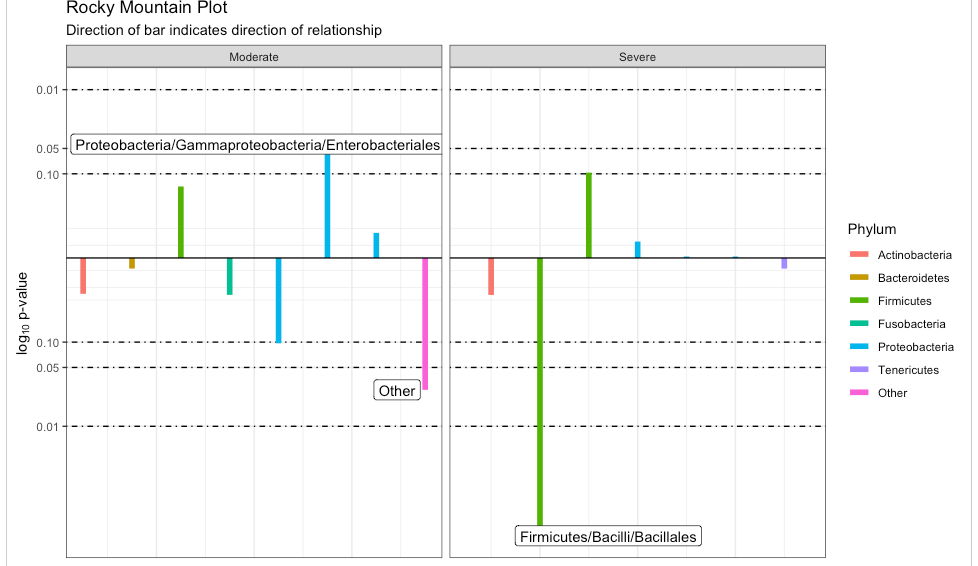 Rocky Mountain Plot
Direction of bar indicates direction of relationship
Moderate
Severe
0.01
0.05
0.10
0.10
0.05
0.01
log10 p-value
Proteobacteria/Gammaproteobacteria/Enterobacteriales
Other
Firmicutes/Bacilli/Bacillales
Phylum
Actinobacteria
Bacteroidetes
Firmicutes
Fusobacteria
Proteobacteria
Tenericutes
Other